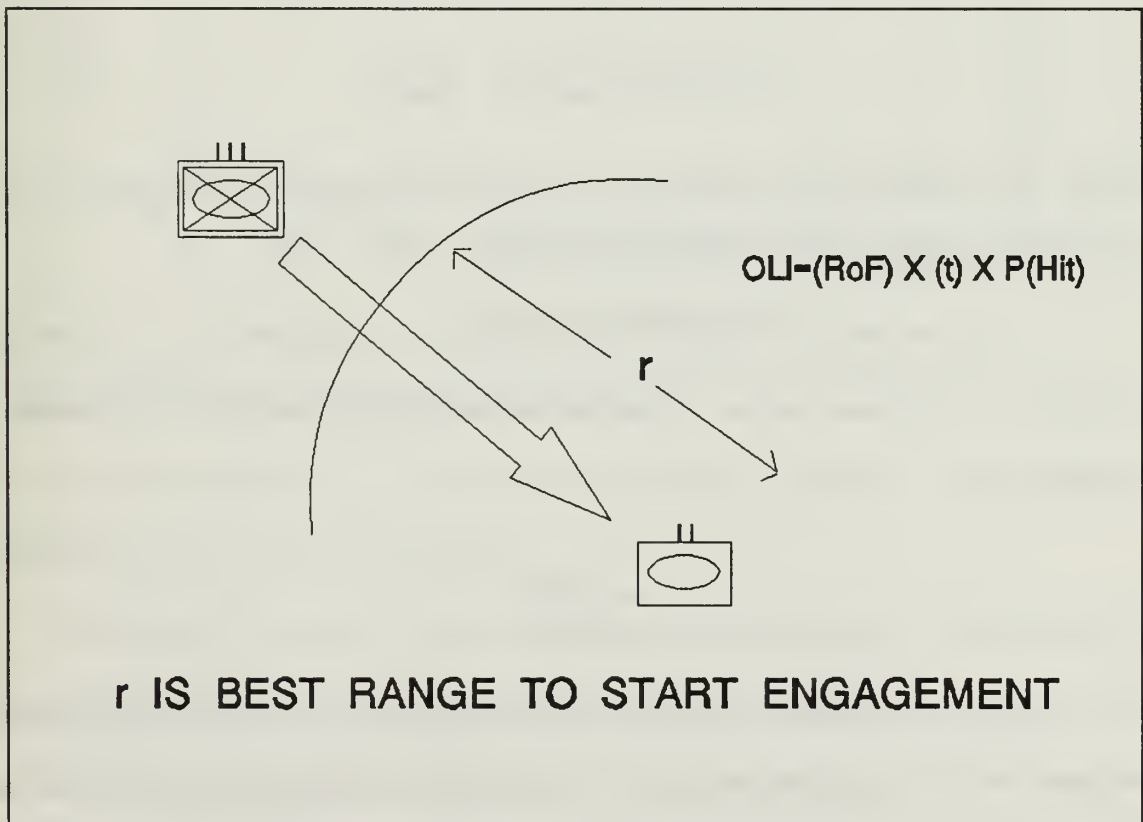 OLI=(RoF) X (t) X P(Hit)
r
r IS BEST RANGE TO START ENGAGEMENT